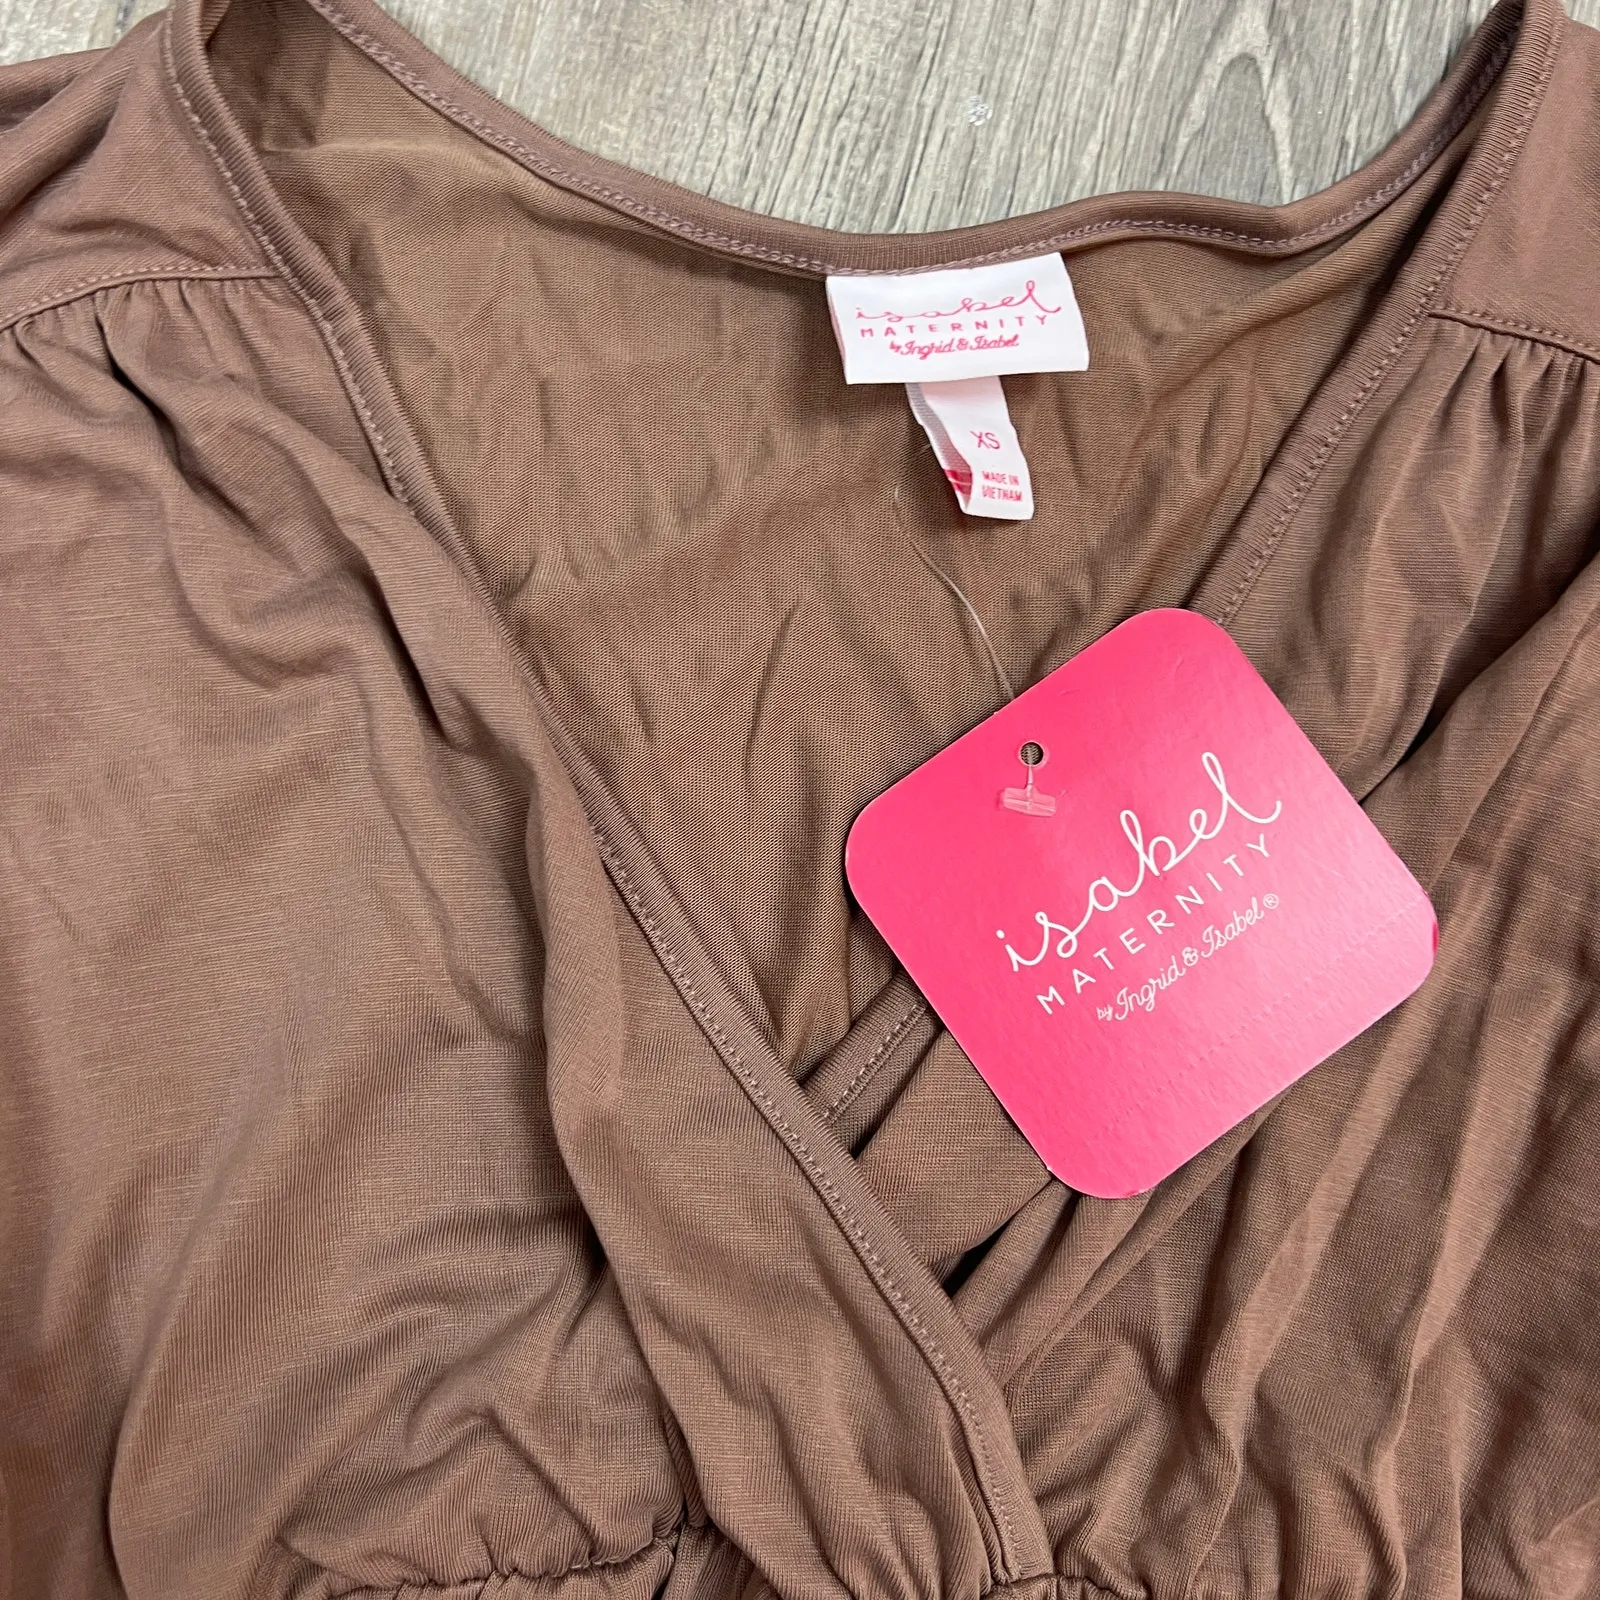 isabel
MATERNITY
by Ingrid & Isabel
XS
MADE IN
VIETNAM
isabel
MATERNITY
by Ingrid & Isabel®